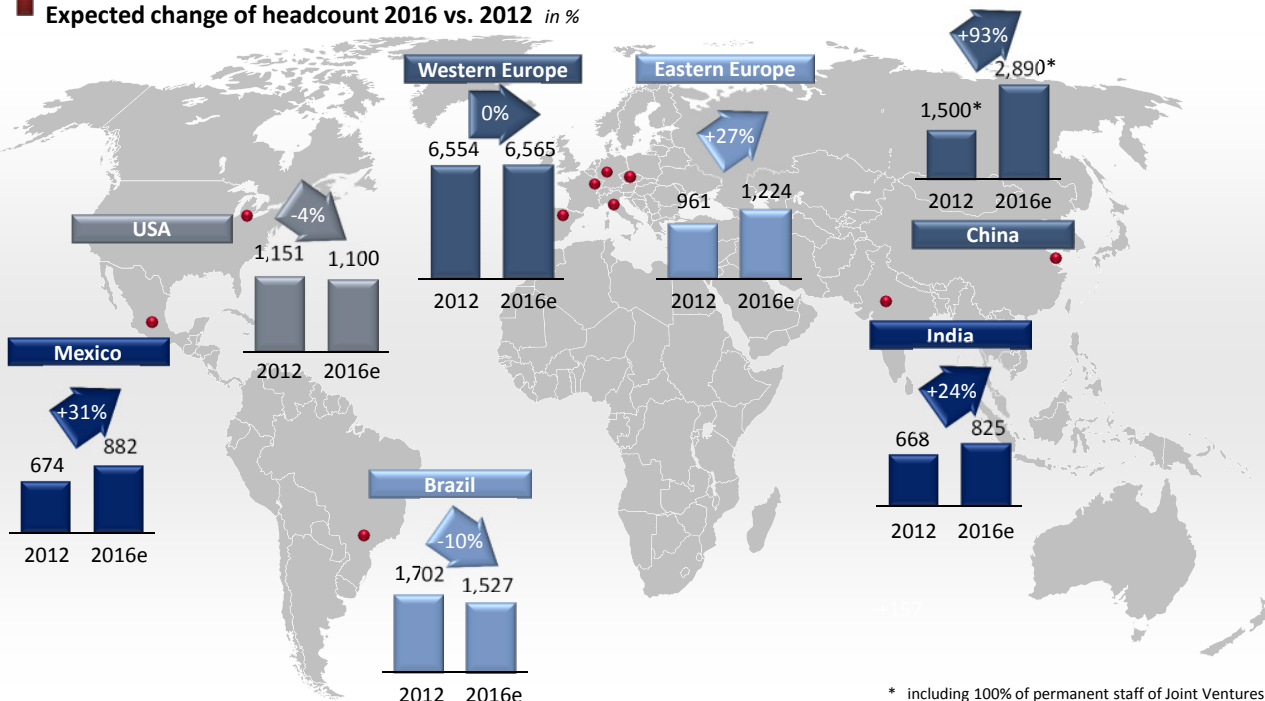 Expected change of headcount 2016 vs. 2012 in %
+93%
2,890*
1,500*
2012 2016e
China
Western Europe
0%
6,554 6,565
2012 2016e
Eastern Europe
+27%
961 1,224
2012 2016e
USA
-4%
1,151 1,100
2012 2016e
Mexico
+31%
674 882
2012 2016e
India
+24%
668 825
2012 2016e
Brazil
-10%
1,702 1,527
2012 2016e
* including 100% of permanent staff of Joint Ventures